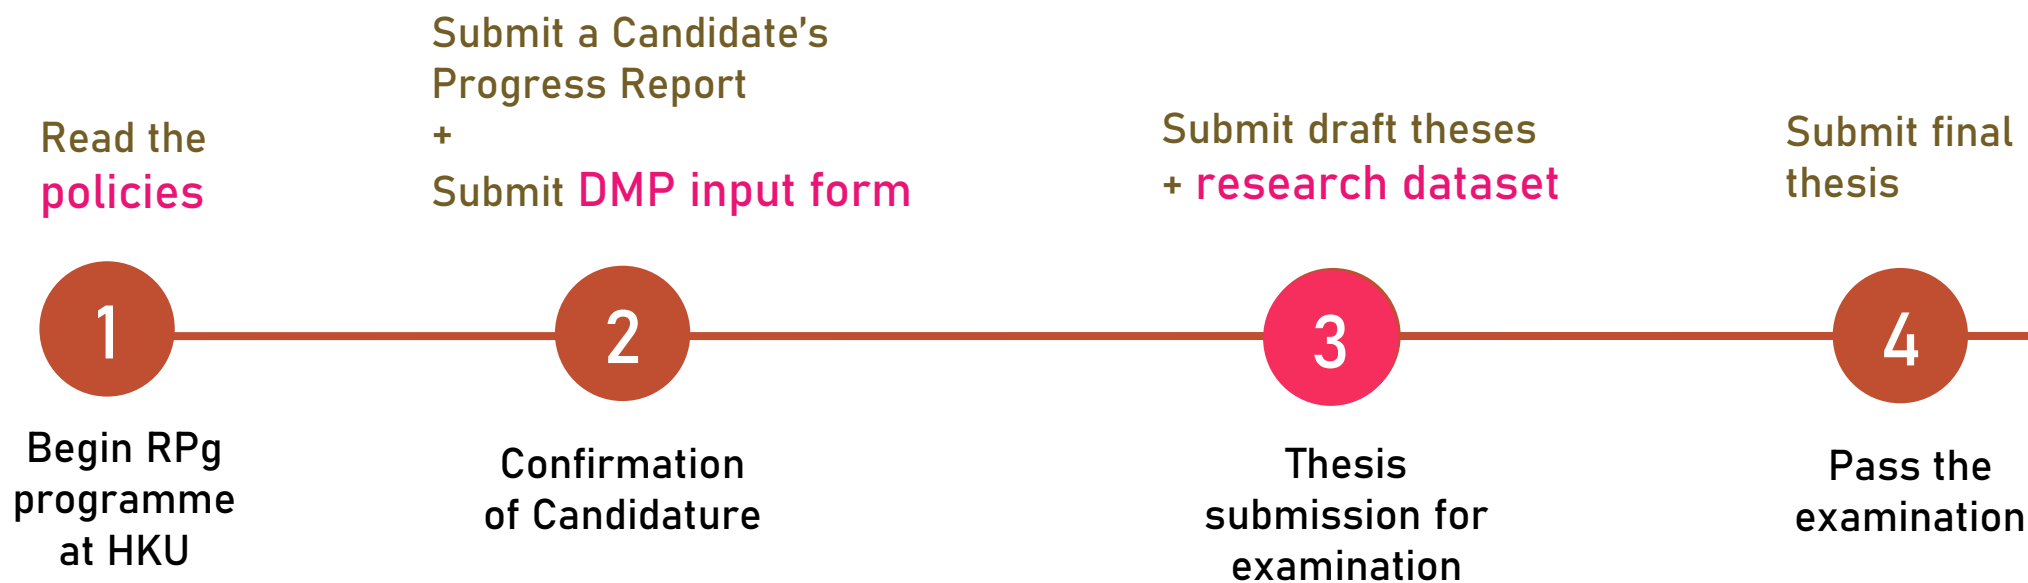 Read the
policies
Submit a Candidate's
Progress Report
+
Submit DMP input form
Submit draft theses
+ research dataset
Submit final
thesis
1
2
3
4
Begin RPg
programme
at HKU
Confirmation
of Candidature
Thesis
submission for
examination
Pass the
examination